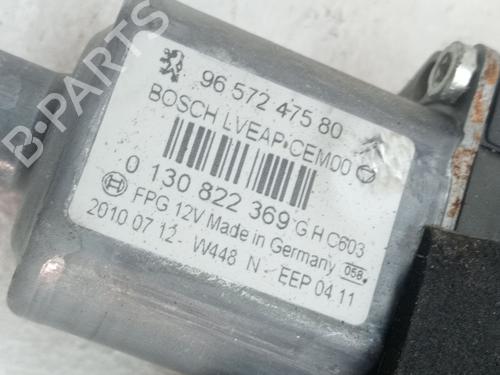 96 572 475 80
BOSCH LVEAP·CEM00
0 130 822 369 G H C603
FPG 12V Made in Germany 058
2010 07 12 W448 N EEP 04 11